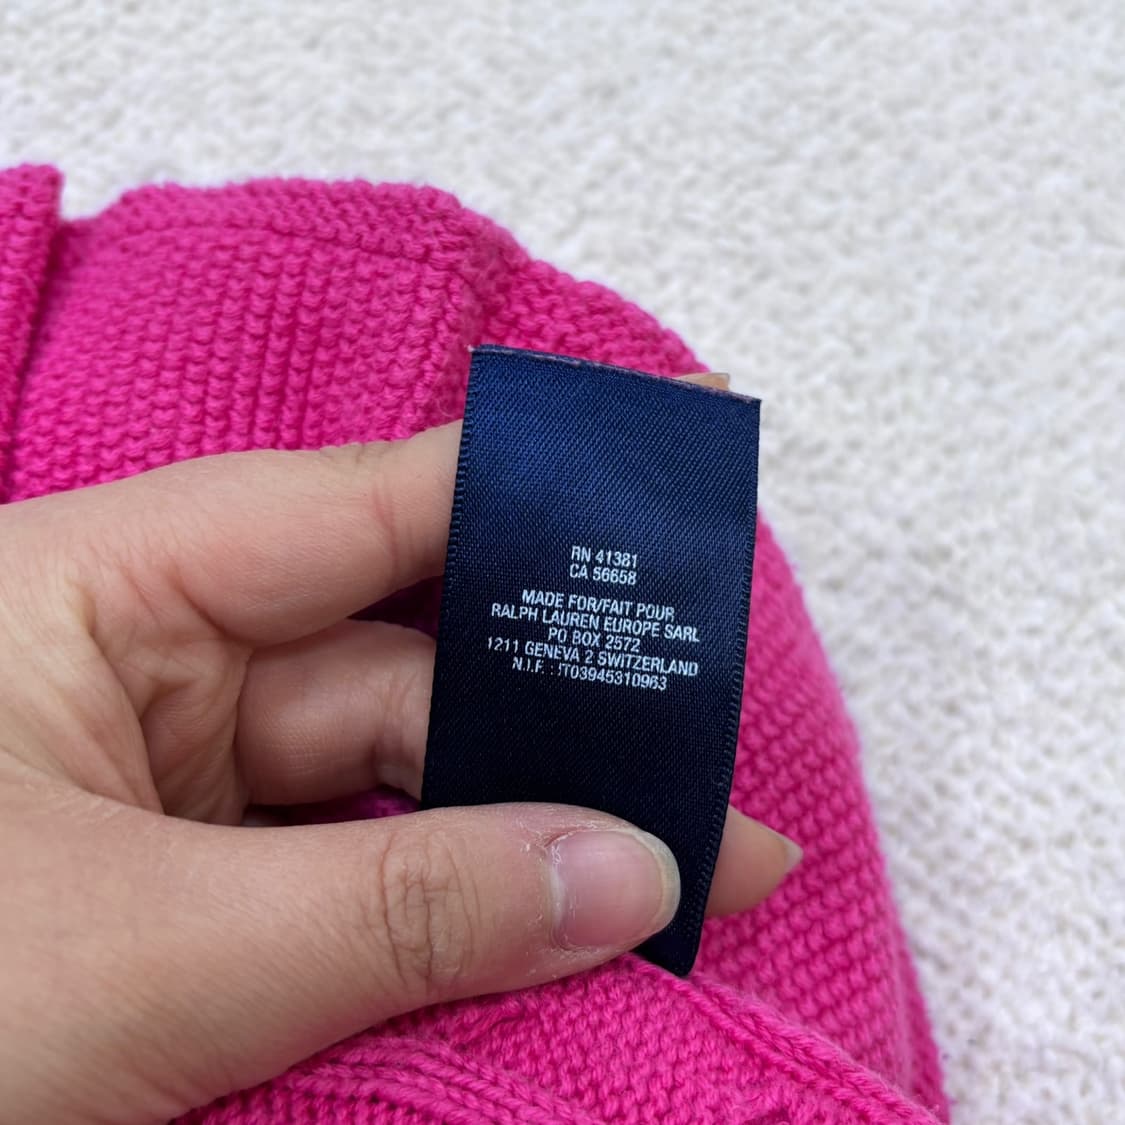 RN 41381
CA 56658
MADE FOR/FAIT POUR
RALPH LAUREN EUROPE SARL
PO BOX 2572
1211 GENEVA 2 SWITZERLAND
N.I.F. : IT03945310963